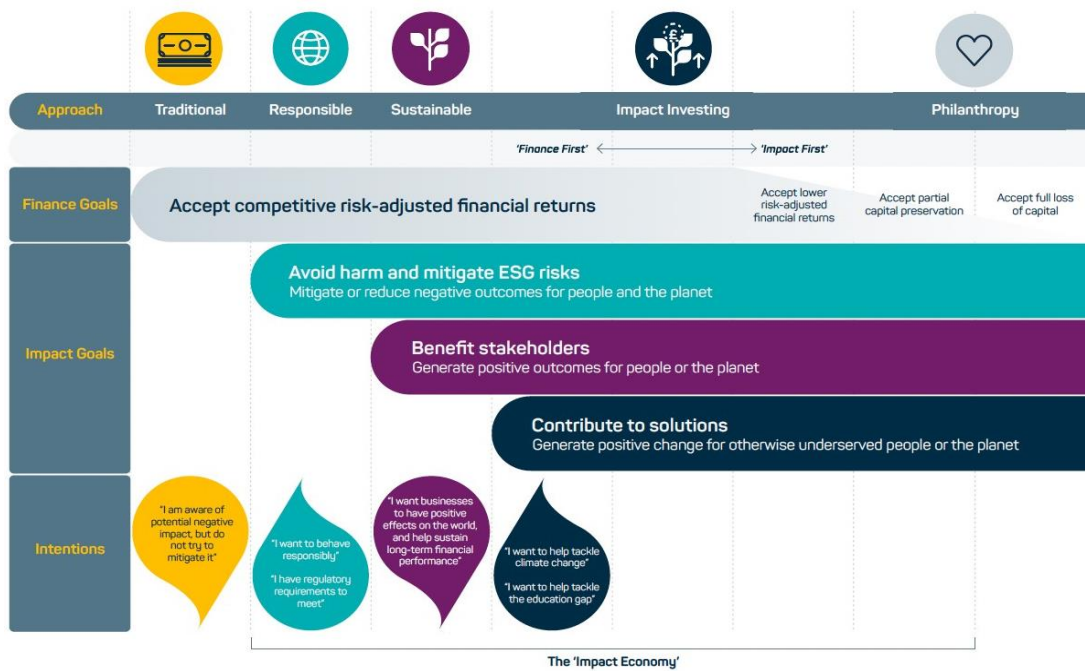 £
Approach
Traditional
Responsible
Sustainable
Impact Investing
Philanthropy
'Finance First'
'Impact First'
Finance Goals
Accept competitive risk-adjusted financial returns
Accept lower
risk-adjusted
financial returns
Accept partial
capital preservation
Accept full loss
of capital
Impact Goals
Avoid harm and mitigate ESG risks
Mitigate or reduce negative outcomes for people and the planet
Benefit stakeholders
Generate positive outcomes for people or the planet
Contribute to solutions
Generate positive change for otherwise underserved people or the planet
Intentions
"I am aware of
potential negative
impact, but do
not try to
mitigate it"
"I want to behave
responsibly"
"I have regulatory
requirements to
meet"
"I want businesses
to have positive
effects on the world,
and help sustain
long-term financial
performance"
"I want to help tackle
climate change"
"I want to help tackle
the education gap"
The 'Impact Economy'